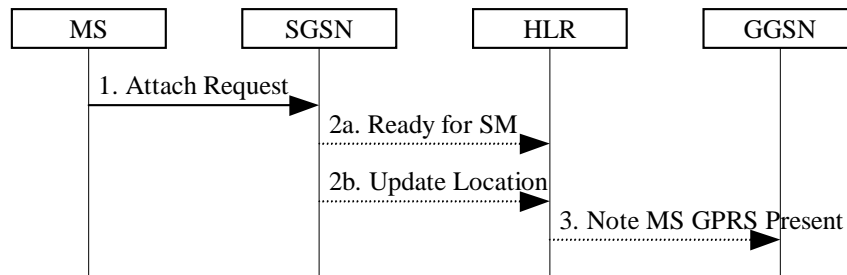 MS
SGSN
HLR
GGSN
1. Attach Request
2a. Ready for SM
2b. Update Location
3. Note MS GPRS Present